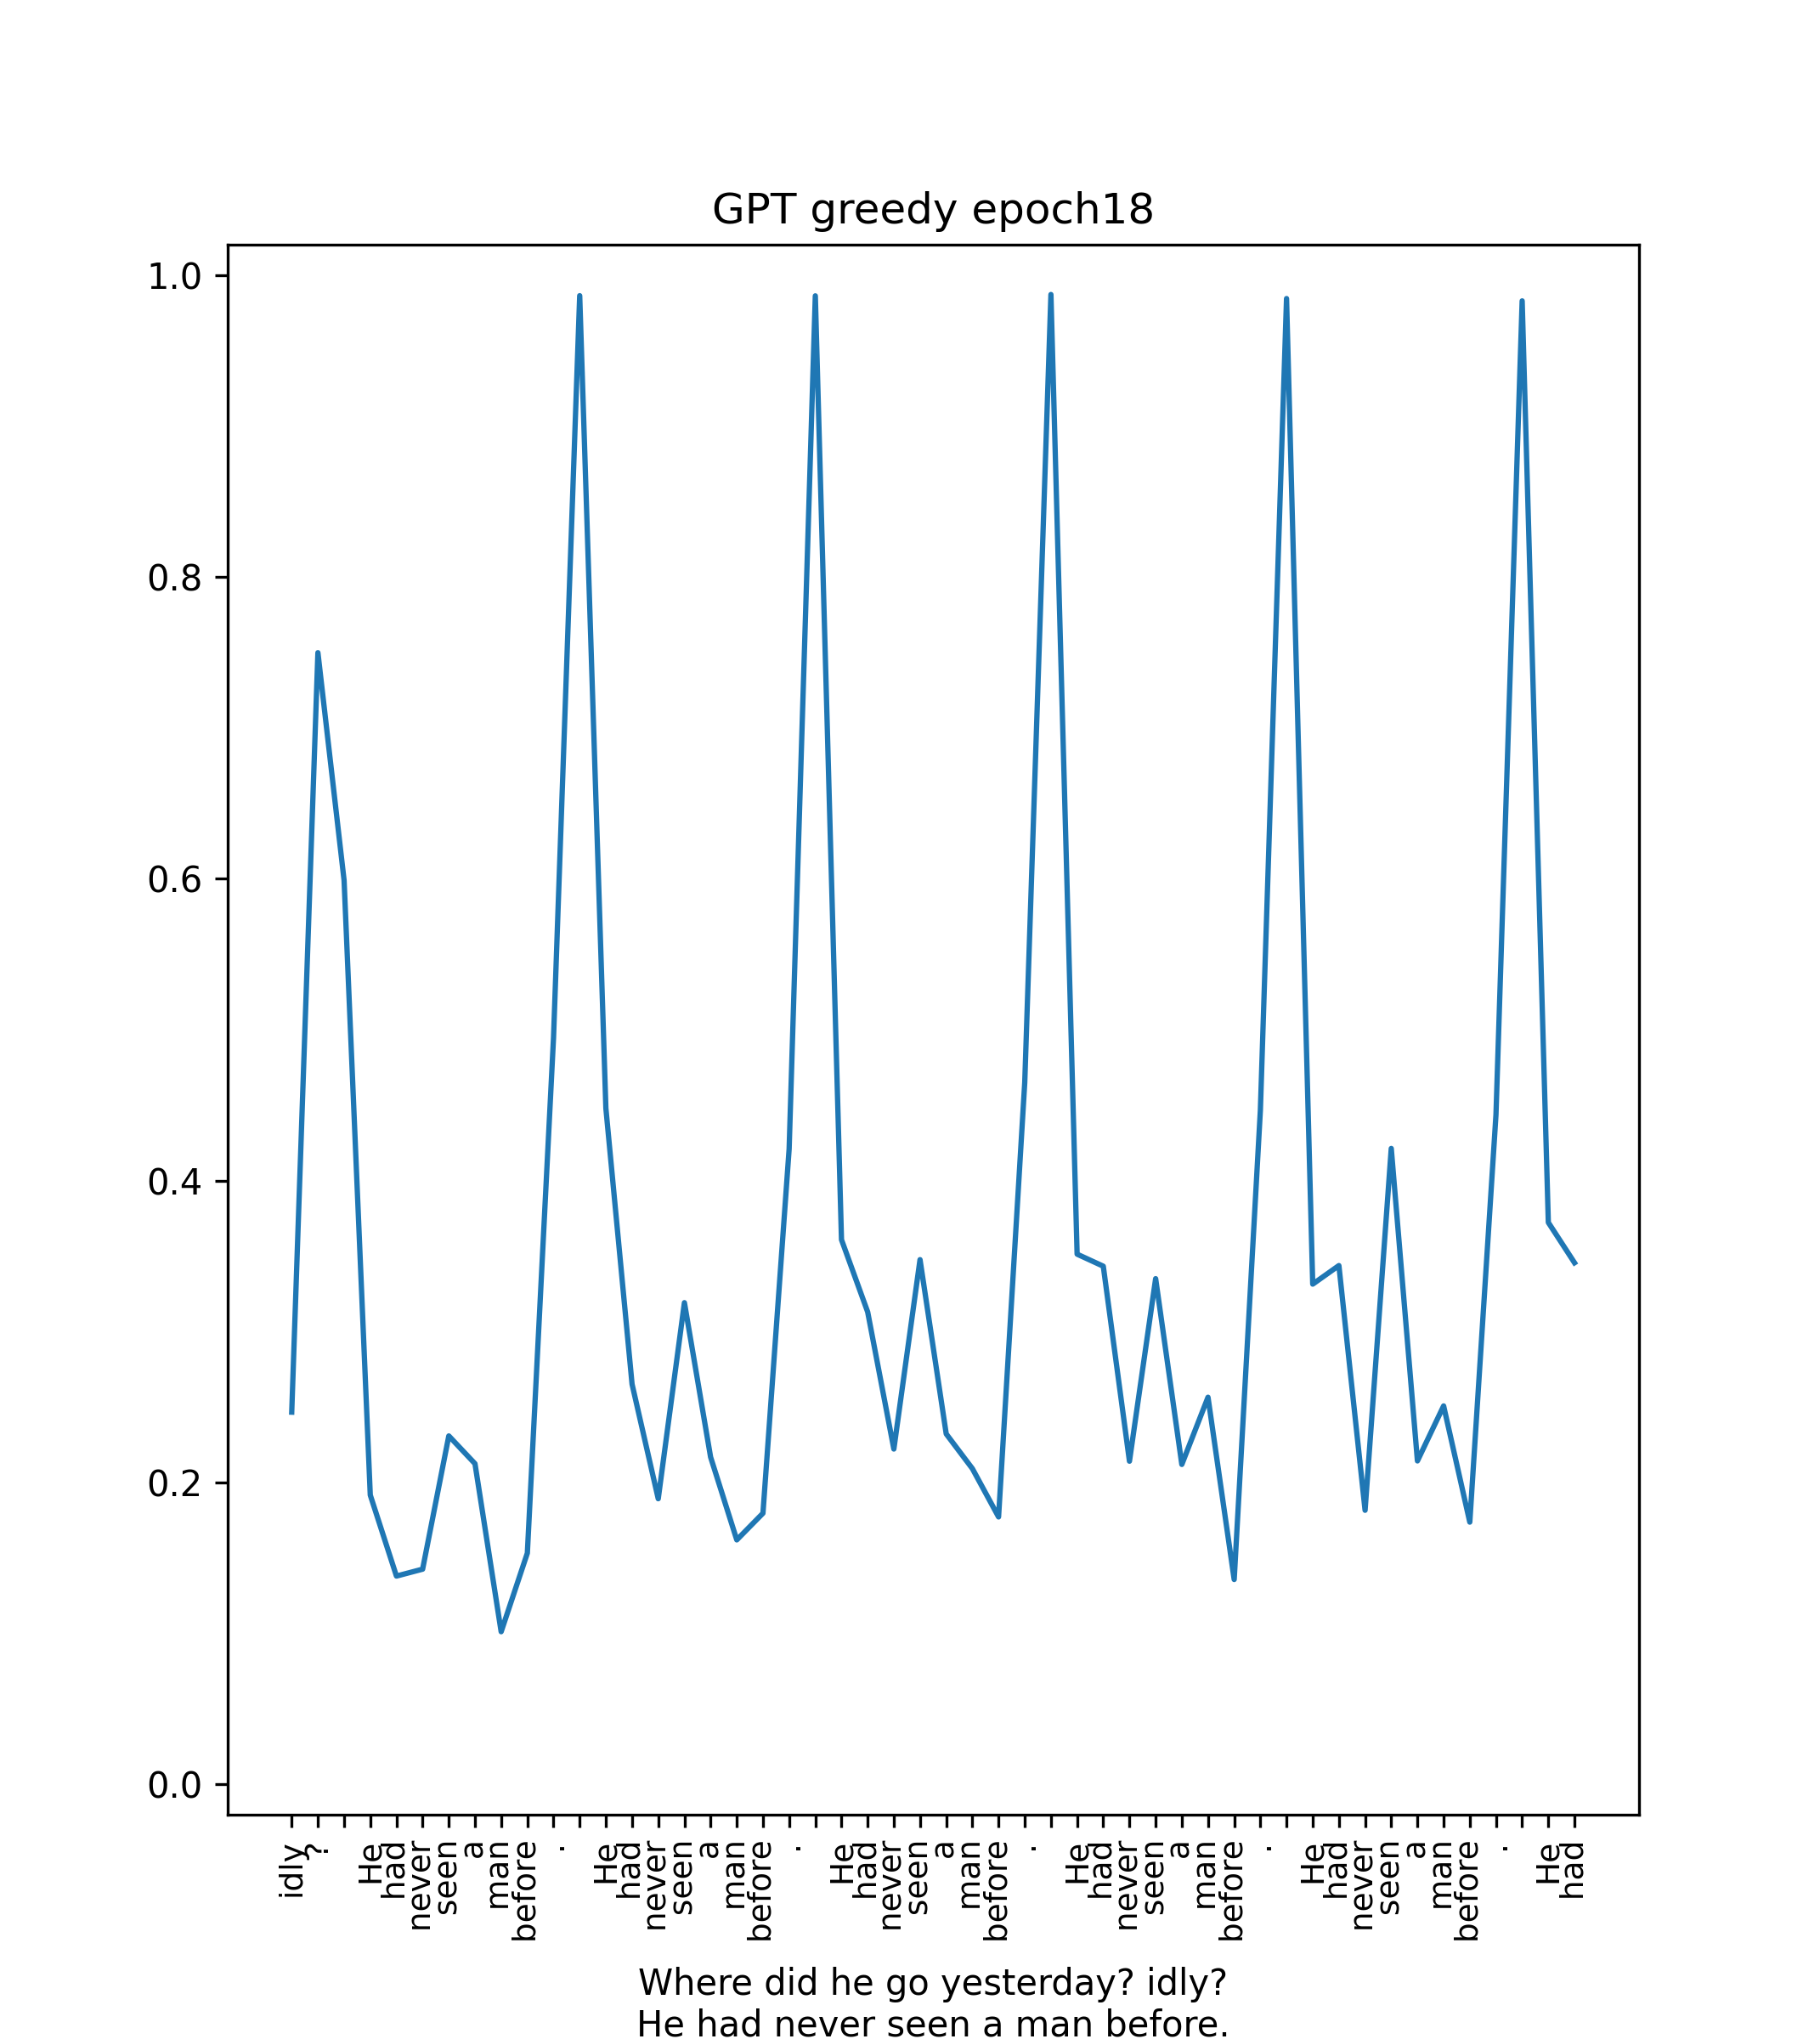 GPT greedy epoch18
1.0
0.8
0.6
0.4
0.2
0.0
idly
?
He
had
never
seen
a
man
before
.
He
had
never
seen
a
man
before
.
He
had
never
seen
a
man
before
.
He
had
never
seen
a
man
before
.
He
had
never
seen
a
man
before
.
He
had
Where did he go yesterday? idly?
He had never seen a man before.